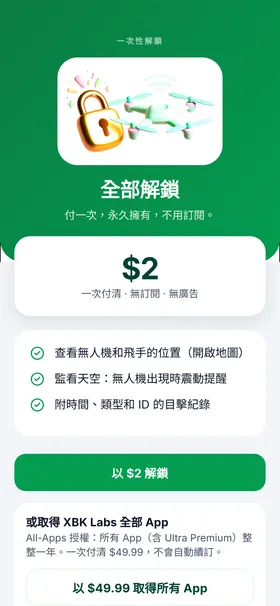 一次性解鎖
全部解鎖
付一次，永久擁有，不用訂閱。
$2
一次付清 · 無訂閱 · 無廣告
查看無人機和飛手的位置（開啟地圖）
監看天空：無人機出現時震動提醒
附時間、類型和 ID 的目擊紀錄
以 $2 解鎖
或取得 XBK Labs 全部 App
All-Apps 授權：所有 App（含 Ultra Premium）整
整一年。一次付清 $49.99，不會自動續訂。
以 $49.99 取得所有 App